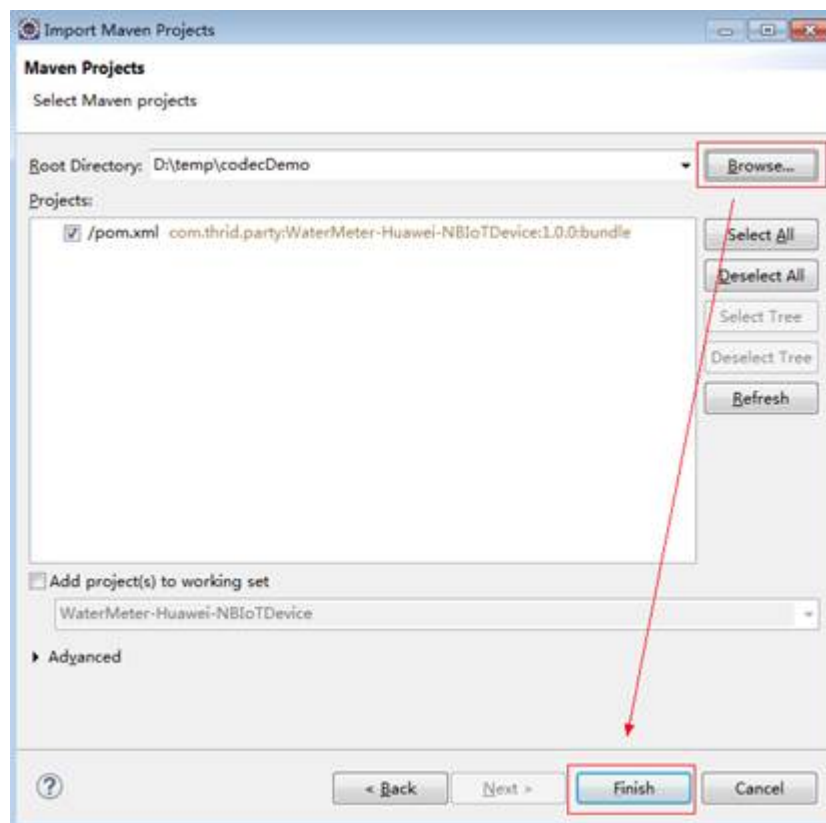 Import Maven Projects
Maven Projects
Select Maven projects
Root Directory: D:\temp\codecDemo
Browse...
Projects:
/pom.xml com.thrid.party:WaterMeter-Huawei-NBIoTDevice:1.0.0:bundle
Select All
Deselect All
Select Tree
Deselect Tree
Refresh
Add project(s) to working set
WaterMeter-Huawei-NBIoTDevice
Advanced
? < Back Next > Finish Cancel